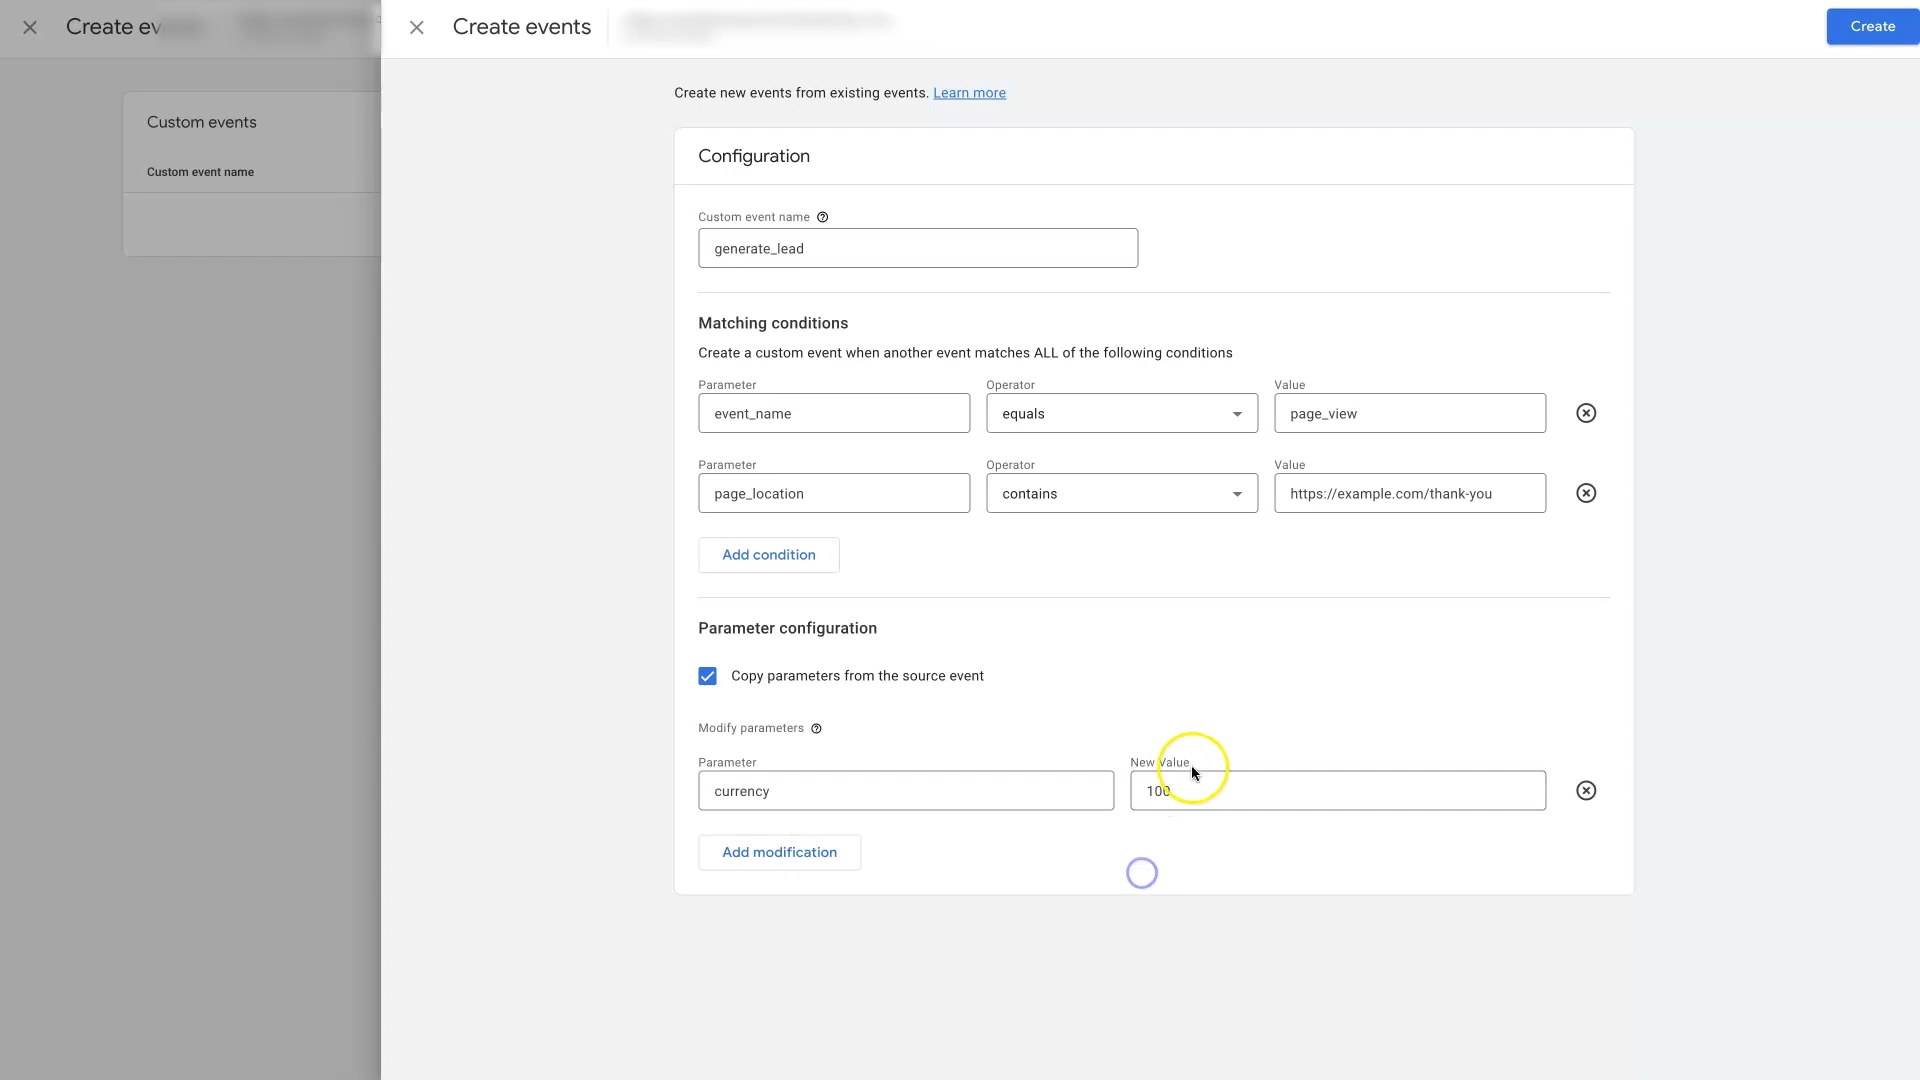 Create ev
Create events
Create
Create new events from existing events. Learn more
Custom events
Custom event name
Configuration
Custom event name
generate_lead
Matching conditions
Create a custom event when another event matches ALL of the following conditions
Parameter Operator Value
event_name equals page_view
Parameter Operator Value
page_location contains https://example.com/thank-you
Add condition
Parameter configuration
Copy parameters from the source event
Modify parameters
Parameter New Value
currency 100
Add modification